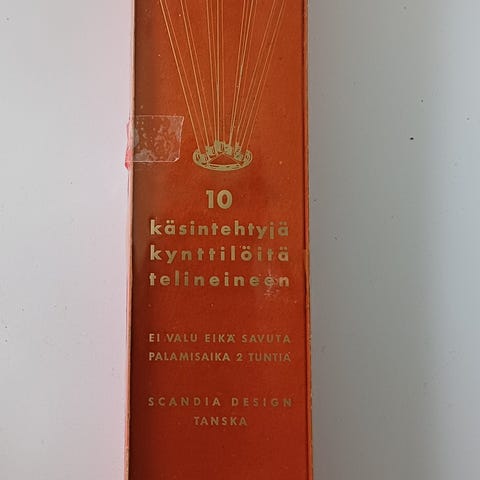 10
käsintehtyjä
kynttilöitä
telineineen
EI VALU EIKÄ SAVUTA
PALAMISAIKA 2 TUNTIA
SCANDIA DESIGN
TANSKA